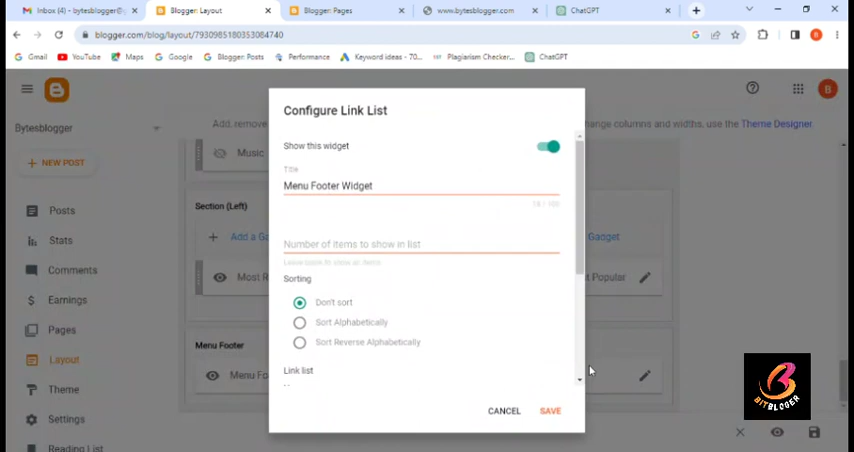 Inbox (4) - bytesblogger@g
Blogger: Layout
Blogger: Pages
www.bytesblogger.com
ChatGPT
blogger.com/blog/layout/7930985180353084740
Gmail
YouTube
Maps
Google
Blogger: Posts
Performance
Keyword ideas - 70...
Plagiarism Checker...
ChatGPT
B
Bytesblogger
Add, remove
change columns and widths, use the Theme Designer
NEW POST
Posts
Stats
Comments
Earnings
Pages
Layout
Theme
Settings
Reading List
Music
Section (Left)
Add a Ga
Gadget
Most R
t Popular
Menu Footer
Menu Fo
Configure Link List
Show this widget
Title
Menu Footer Widget
18 / 100
Number of items to show in list
Leave blank to show all items
Sorting
Don't sort
Sort Alphabetically
Sort Reverse Alphabetically
Link list
CANCEL
SAVE
BITBLOGER